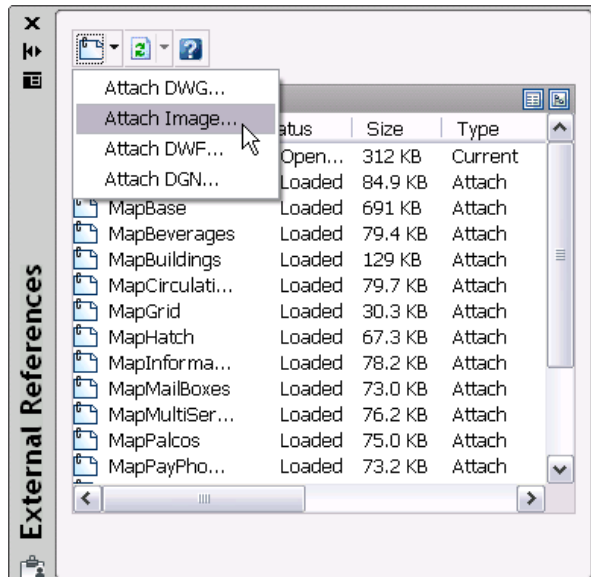 External References
Attach DWG...
Attach Image...
Attach DWF...
Attach DGN...
atus Size Type
Open... 312 KB Current
Loaded 84.9 KB Attach
MapBase Loaded 691 KB Attach
MapBeverages Loaded 79.4 KB Attach
MapBuildings Loaded 129 KB Attach
MapCirculati... Loaded 79.7 KB Attach
MapGrid Loaded 30.3 KB Attach
MapHatch Loaded 67.3 KB Attach
MapInforma... Loaded 78.2 KB Attach
MapMailBoxes Loaded 73.0 KB Attach
MapMultiSer... Loaded 76.2 KB Attach
MapPalcos Loaded 75.0 KB Attach
MapPayPho... Loaded 73.2 KB Attach